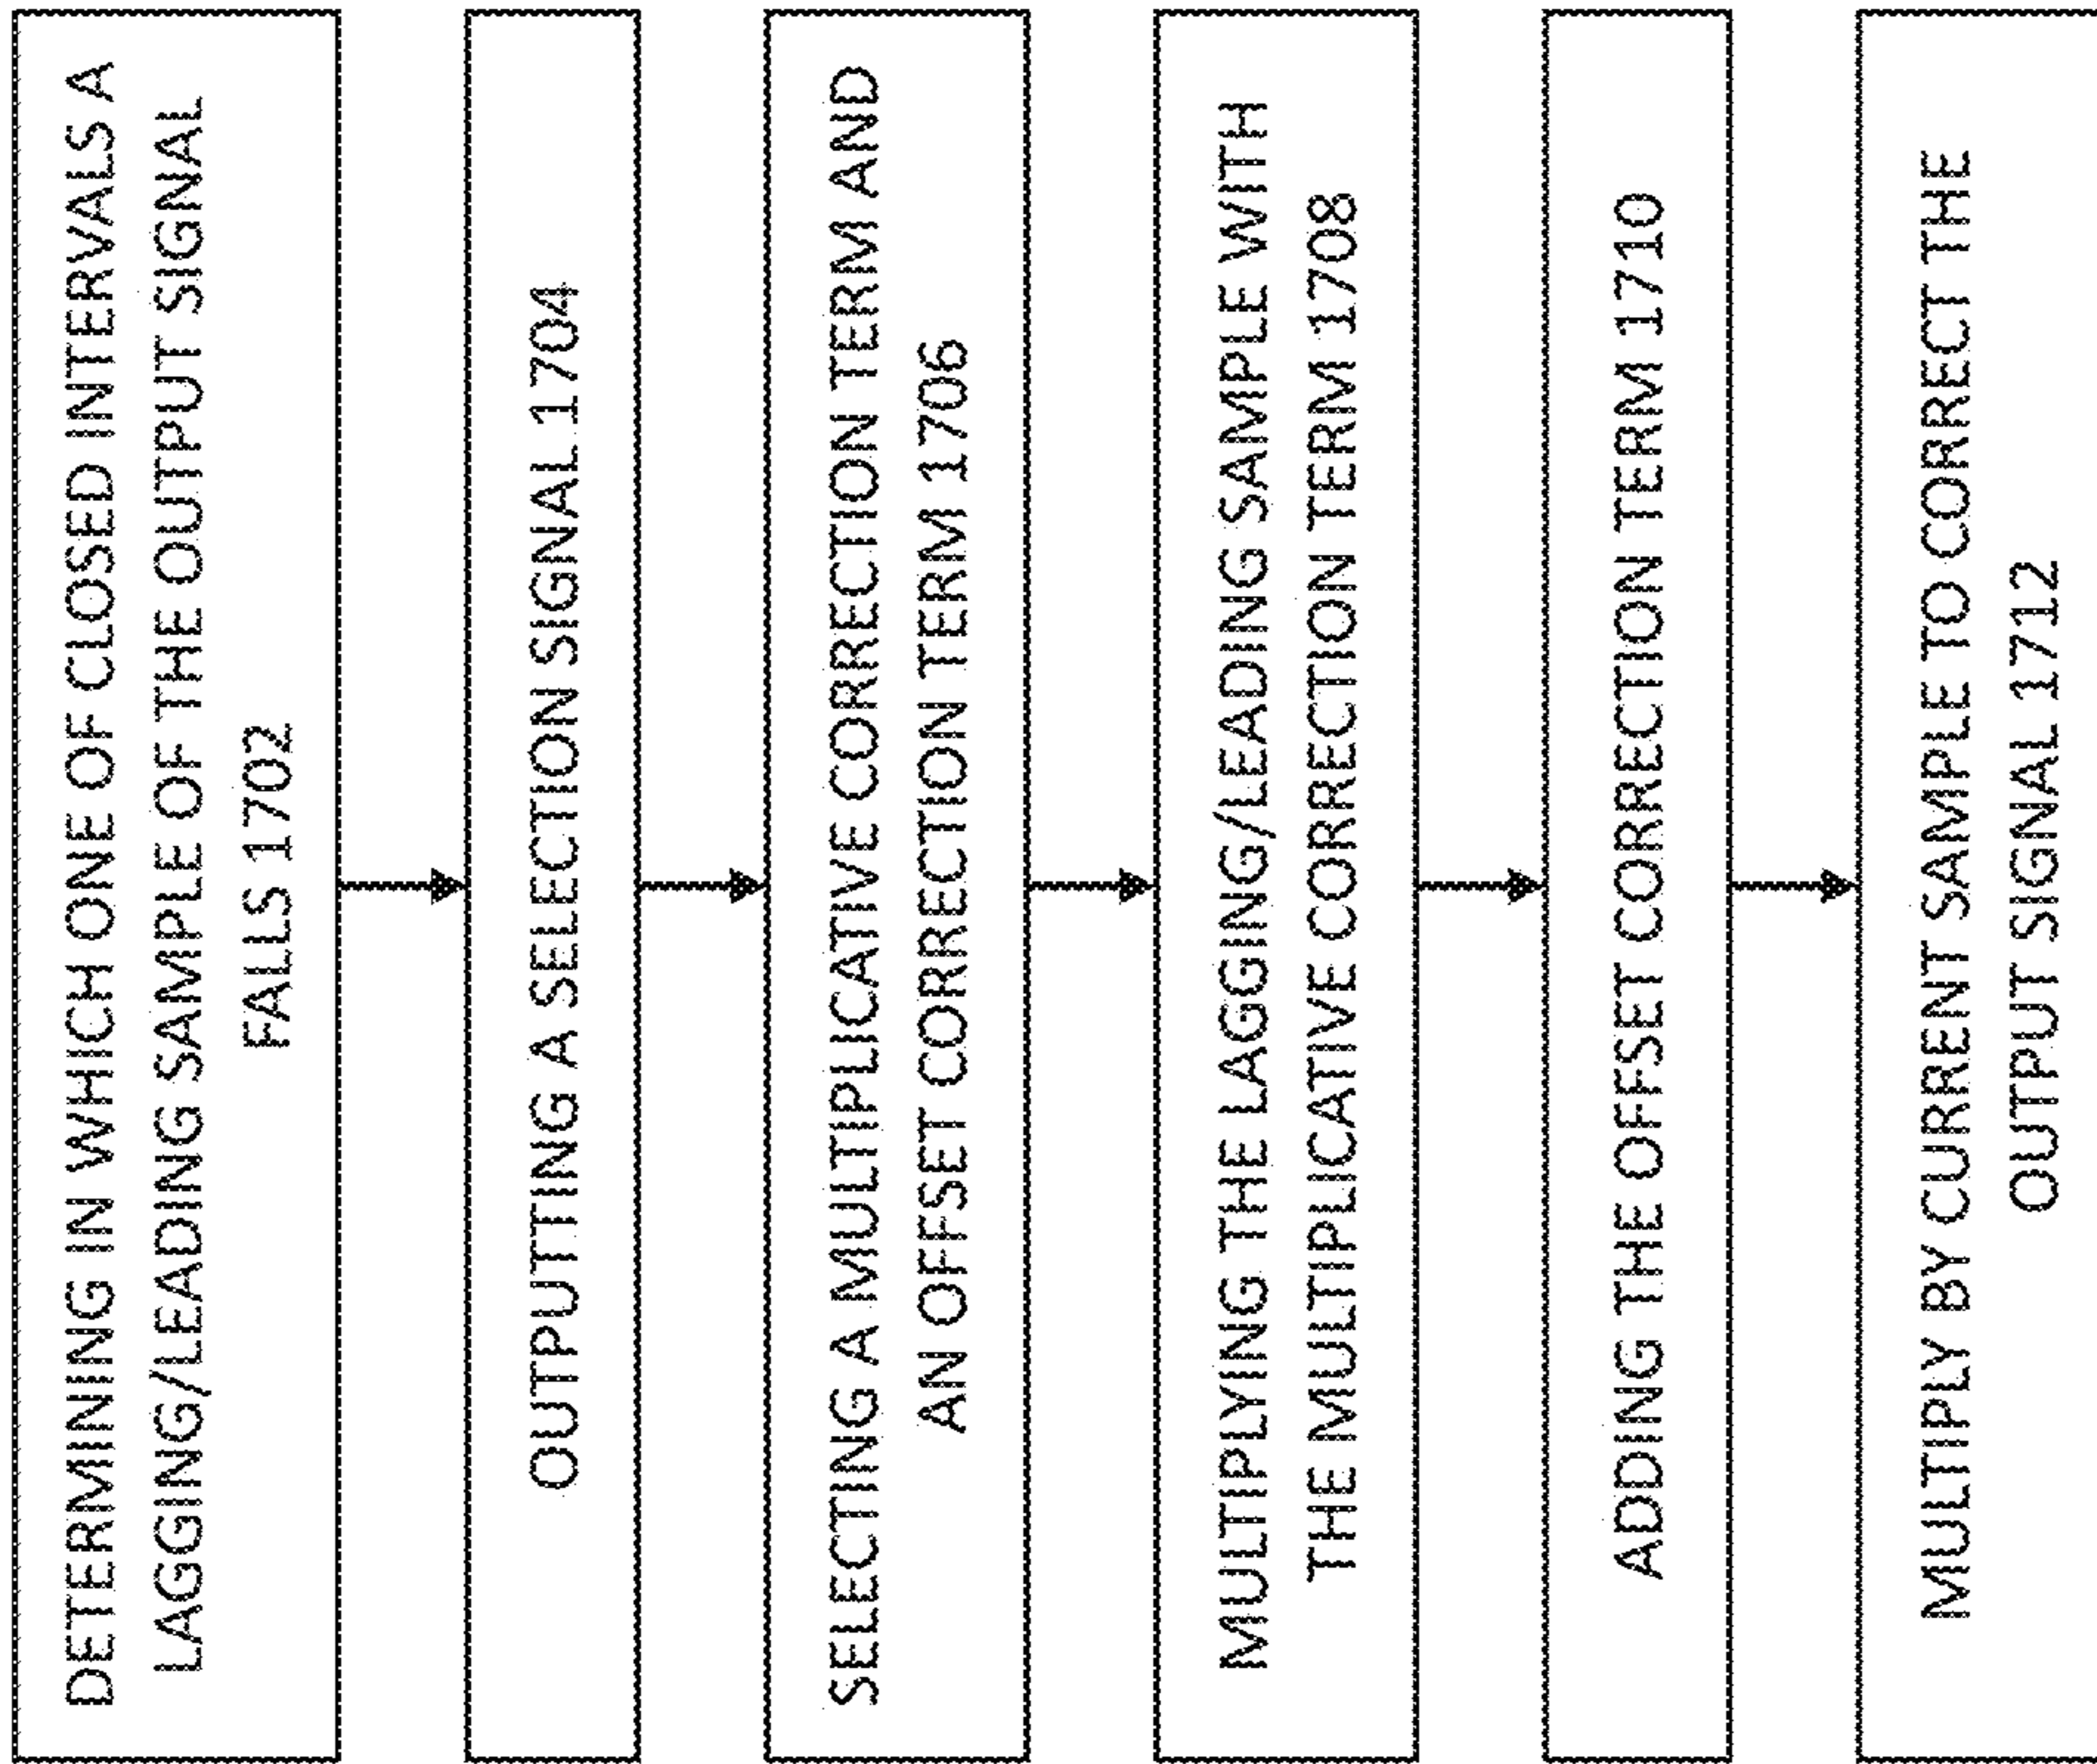 DETERMINING IN WHICH ONE OF CLOSED INTERVALS A
LAGGING/LEADING SAMPLE OF THE OUTPUT SIGNAL
FALLS 1702
OUTPUTTING A SELECTION SIGNAL 1704
SELECTING A MULTIPLICATIVE CORRECTION TERM AND
AN OFFSET CORRECTION TERM 1706
MULTIPLYING THE LAGGING/LEADING SAMPLE WITH
THE MULTIPLICATIVE CORRECTION TERM 1708
ADDING THE OFFSET CORRECTION TERM 1710
MULTIPLY BY CURRENT SAMPLE TO CORRECT THE
OUTPUT SIGNAL 1712